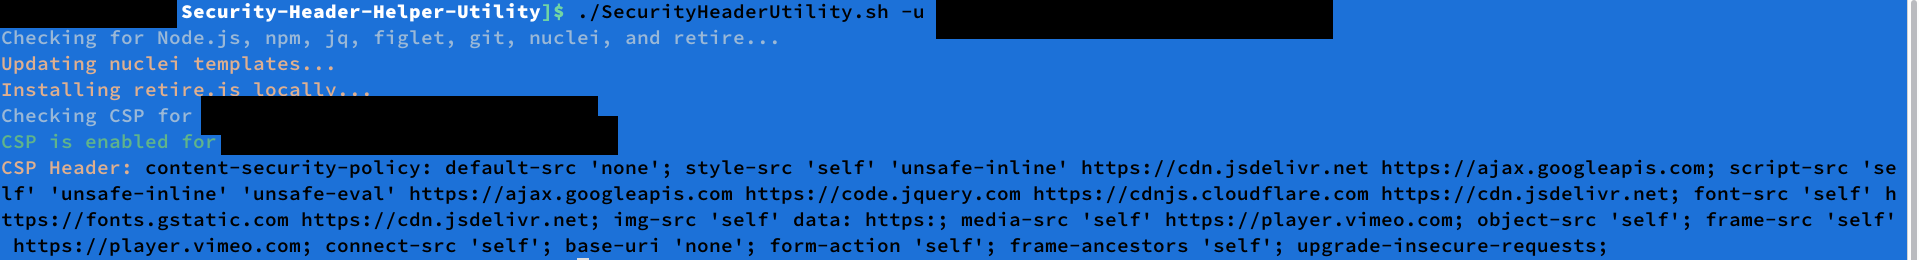 Security-Header-Helper-Utility]$ ./SecurityHeaderUtility.sh -u
Checking for Node.js, npm, jq, figlet, git, nuclei, and retire...
Updating nuclei templates...
Installing retire.js locally...
Checking CSP for
CSP is enabled for
CSP Header: content-security-policy: default-src 'none'; style-src 'self' 'unsafe-inline' https://cdn.jsdelivr.net https://ajax.googleapis.com; script-src 'se
lf' 'unsafe-inline' 'unsafe-eval' https://ajax.googleapis.com https://code.jquery.com https://cdnjs.cloudflare.com https://cdn.jsdelivr.net; font-src 'self' h
ttps://fonts.gstatic.com https://cdn.jsdelivr.net; img-src 'self' data: https:; media-src 'self' https://player.vimeo.com; object-src 'self'; frame-src 'self'
 https://player.vimeo.com; connect-src 'self'; base-uri 'none'; form-action 'self'; frame-ancestors 'self'; upgrade-insecure-requests;